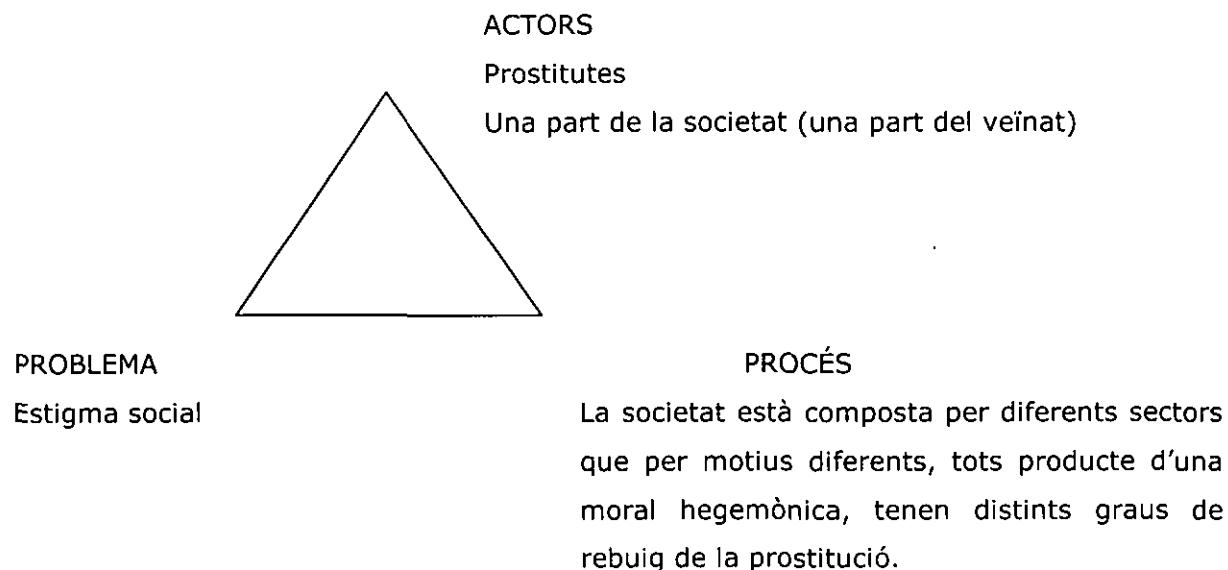 ACTORS
Prostitutes
Una part de la societat (una part del veïnat)
PROBLEMA
Estigma social
PROCÉS
La societat està composta per diferents sectors
que per motius diferents, tots producte d'una
moral hegemònica, tenen distints graus de
rebuig de la prostitució.